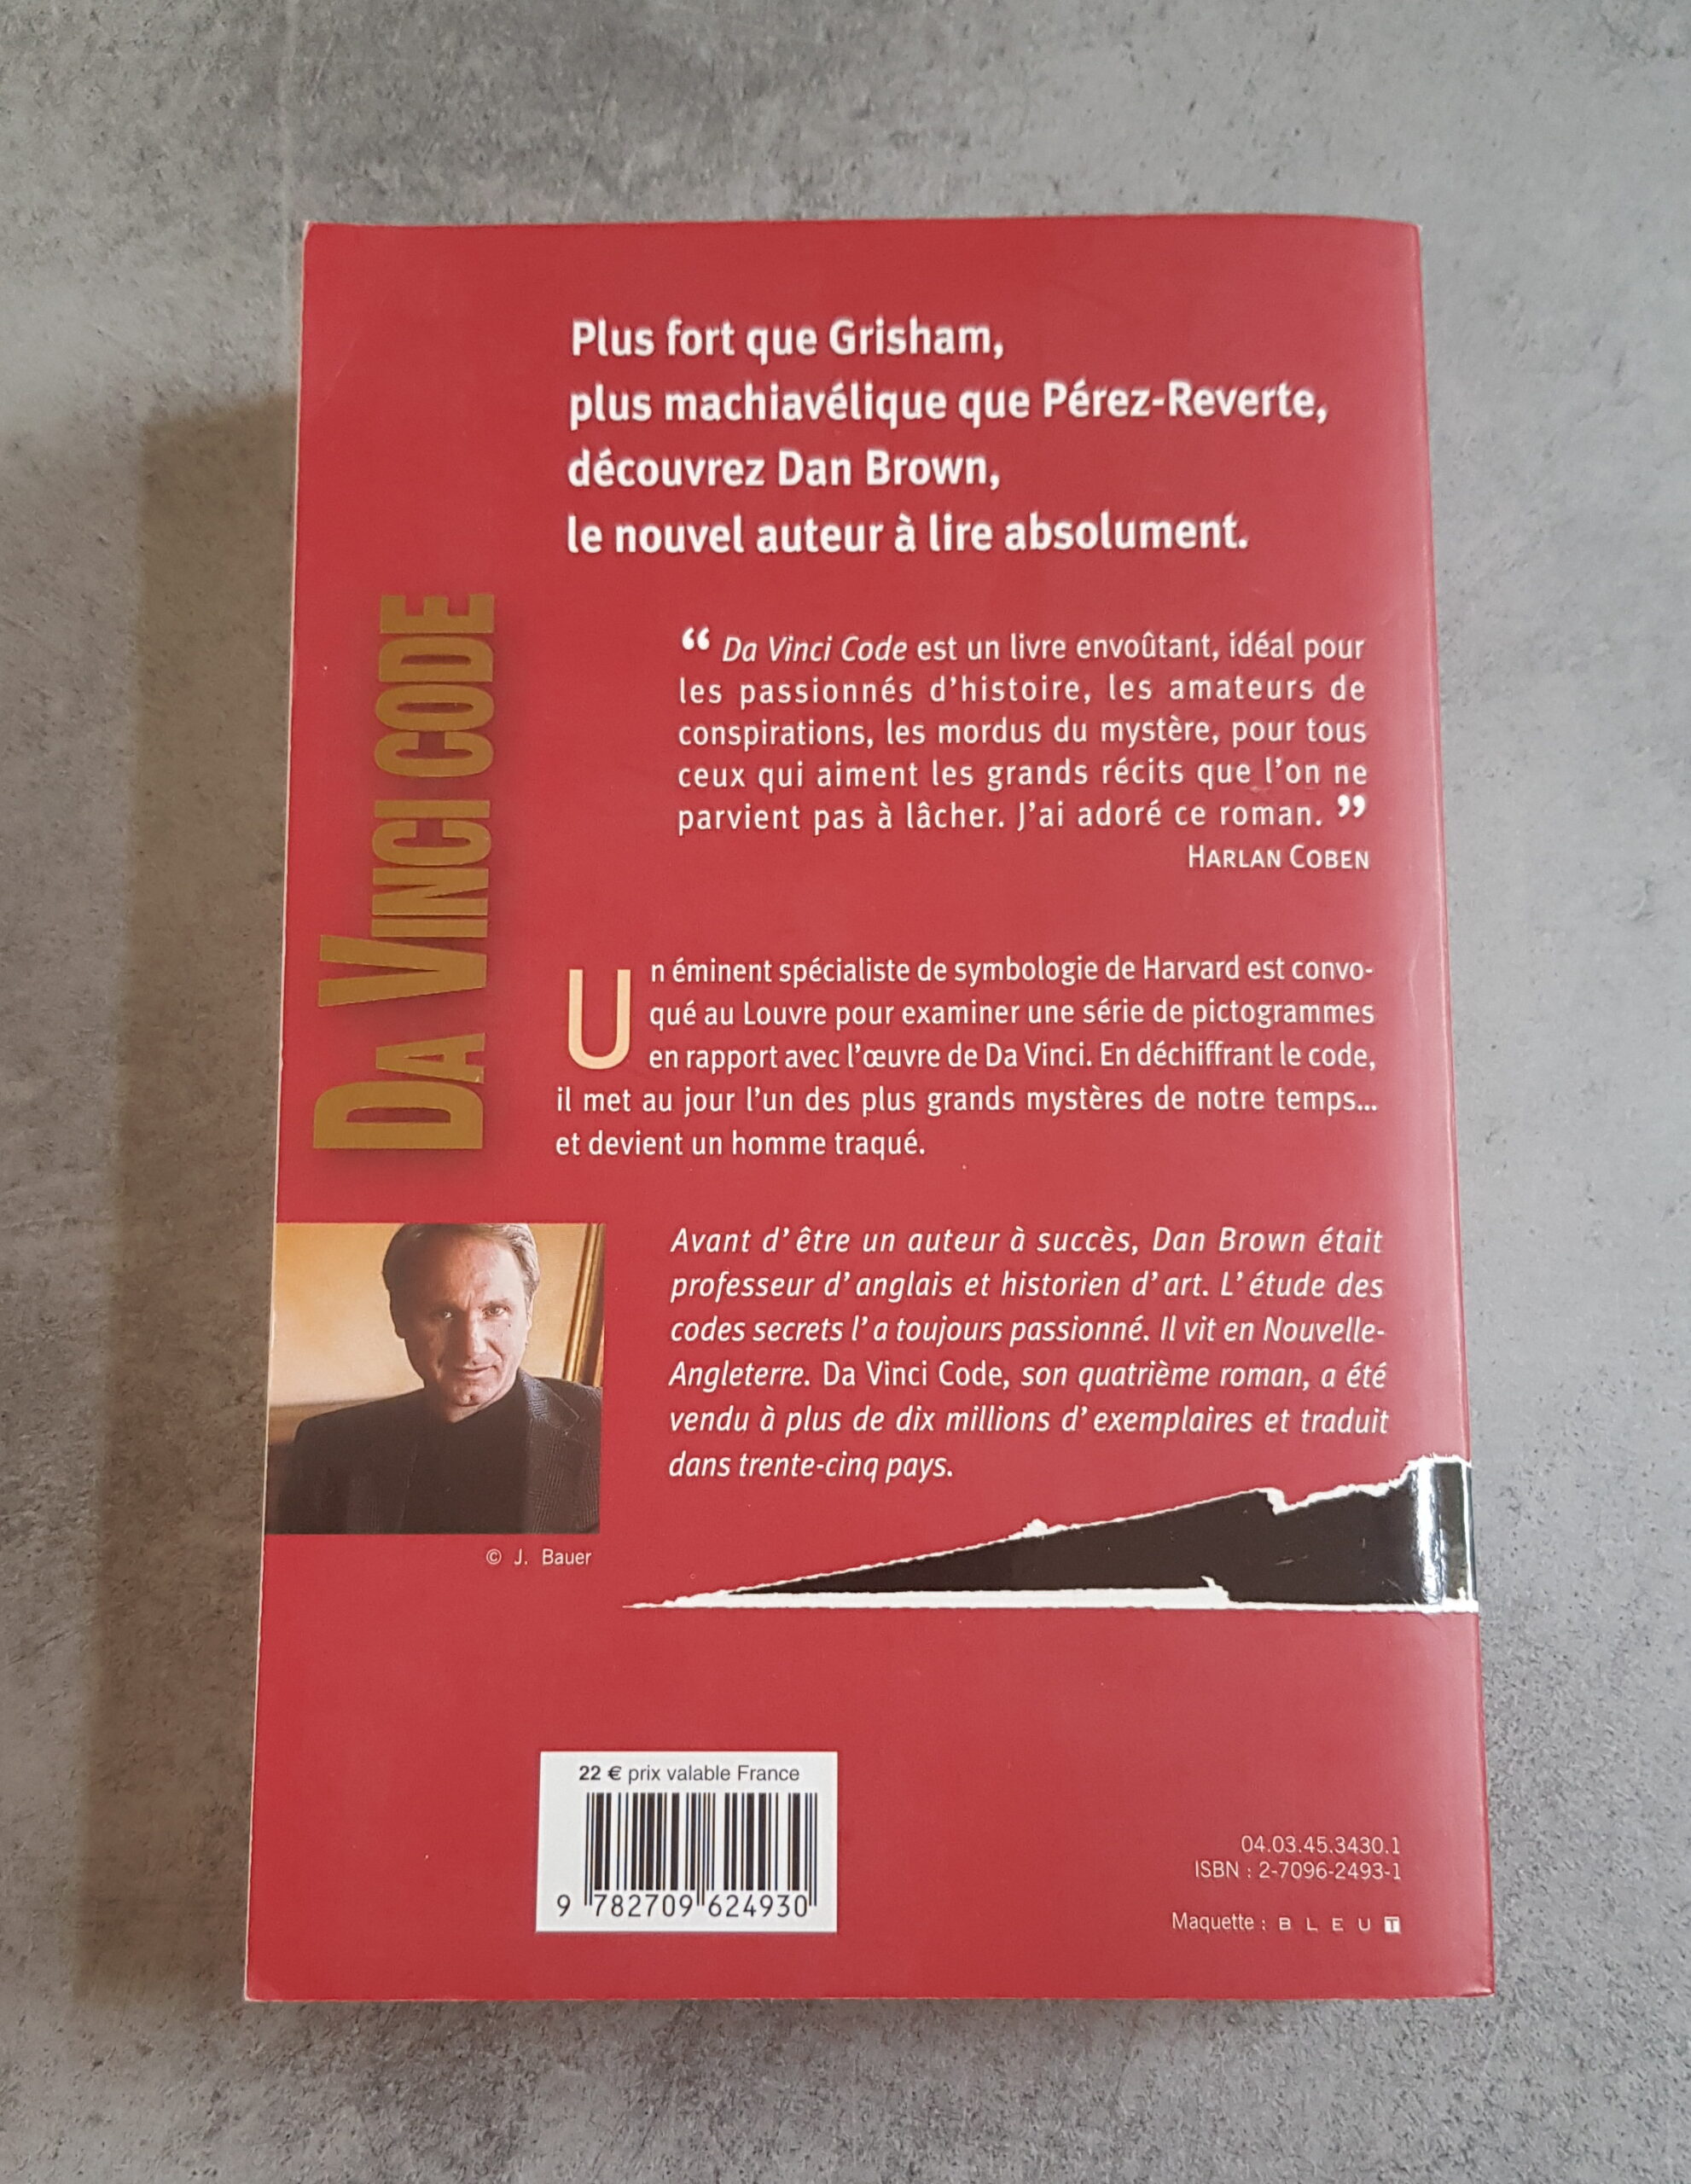 Plus fort que Grisham,
plus machiavélique que Pérez-Reverte,
découvrez Dan Brown,
le nouvel auteur à lire absolument.
DA VINCI CODE
“ Da Vinci Code est un livre envoûtant, idéal pour
les passionnés d’histoire, les amateurs de
conspirations, les mordus du mystère, pour tous
ceux qui aiment les grands récits que l’on ne
parvient pas à lâcher. J’ai adoré ce roman. ”
HARLAN COBEN
Un éminent spécialiste de symbologie de Harvard est convo-
qué au Louvre pour examiner une série de pictogrammes
en rapport avec l’œuvre de Da Vinci. En déchiffrant le code,
il met au jour l’un des plus grands mystères de notre temps...
et devient un homme traqué.
Avant d’être un auteur à succès, Dan Brown était
professeur d’anglais et historien d’art. L’étude des
codes secrets l’a toujours passionné. Il vit en Nouvelle-
Angleterre. Da Vinci Code, son quatrième roman, a été
vendu à plus de dix millions d’exemplaires et traduit
dans trente-cinq pays.
© J. Bauer
22 € prix valable France
9 782709 624930
04.03.45.3430.1
ISBN : 2-7096-2493-1
Maquette : BLEUT